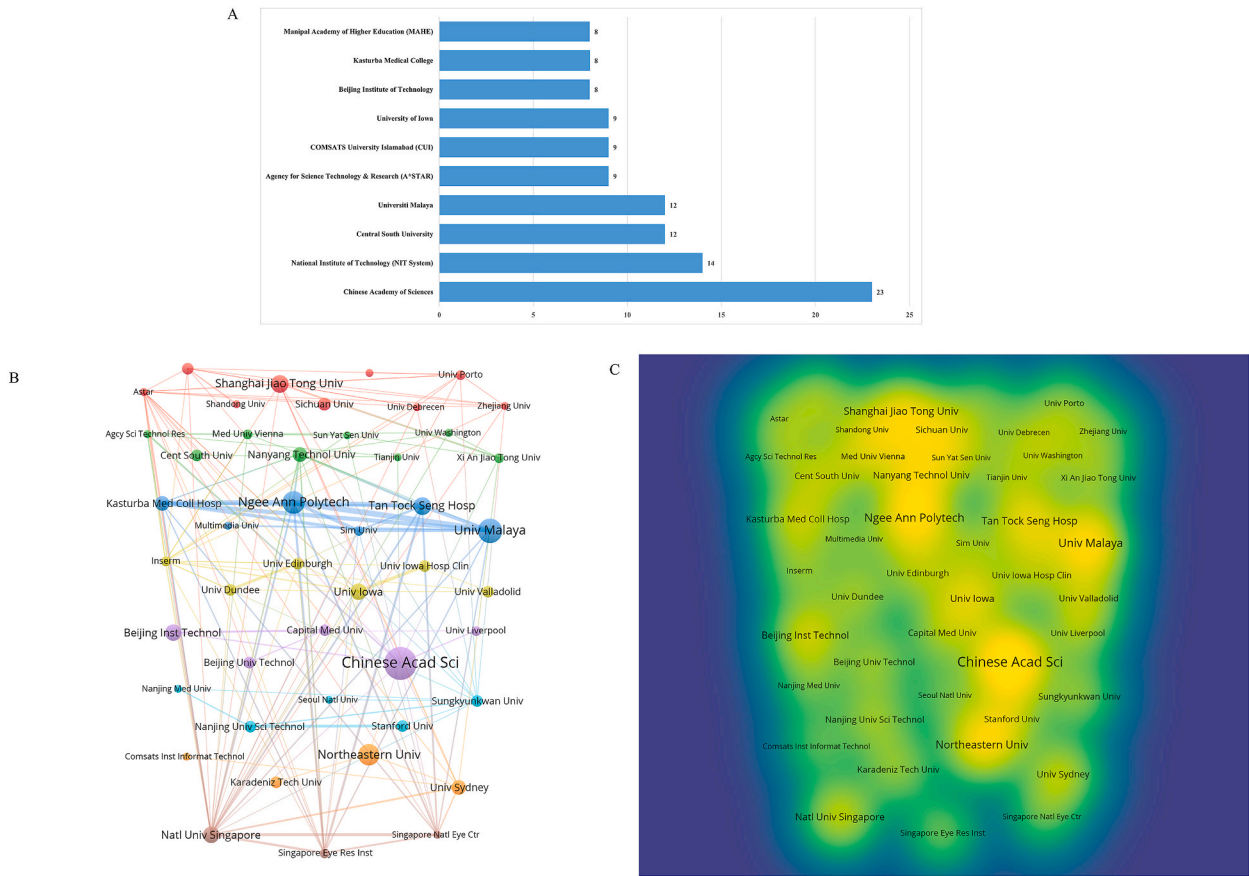 A
Manipal Academy of Higher Education (MAHE)
8
Kasturba Medical College
8
Beijing Institute of Technology
8
University of Iowa
9
COMSATS University Islamabad (CUI)
9
Agency for Science Technology & Research (A*STAR)
9
Universiti Malaya
12
Central South University
12
National Institute of Technology (NIT System)
14
Chinese Academy of Sciences
23
0 5 10 15 20 25
B
Shanghai Jiao Tong Univ
Univ Porto
Astar
Shandong Univ
Sichuan Univ
Univ Debrecen
Zhejiang Univ
Agcy Sci Technol Res
Med Univ Vienna
Sun Yat Sen Univ
Univ Washington
Cent South Univ
Nanyang Technol Univ
Tianjin Univ
Xi An Jiao Tong Univ
Kasturba Med Coll Hosp
Ngee Ann Polytech
Tan Tock Seng Hosp
Multimedia Univ
Sim Univ
Univ Malaya
Inserm
Univ Edinburgh
Univ Iowa Hosp Clin
Univ Dundee
Univ Iowa
Univ Valladolid
Beijing Inst Technol
Capital Med Univ
Univ Liverpool
Beijing Univ Technol
Chinese Acad Sci
Nanjing Med Univ
Seoul Natl Univ
Sungkyunkwan Univ
Nanjing Univ Sci Technol
Stanford Univ
Comsats Inst Informat Technol
Northeastern Univ
Karadeniz Tech Univ
Univ Sydney
Natl Univ Singapore
Singapore Natl Eye Ctr
Singapore Eye Res Inst
C
Shanghai Jiao Tong Univ
Univ Porto
Astar
Shandong Univ
Sichuan Univ
Univ Debrecen
Zhejiang Univ
Agcy Sci Technol Res
Med Univ Vienna
Sun Yat Sen Univ
Univ Washington
Cent South Univ
Nanyang Technol Univ
Tianjin Univ
Xi An Jiao Tong Univ
Kasturba Med Coll Hosp
Ngee Ann Polytech
Tan Tock Seng Hosp
Multimedia Univ
Sim Univ
Univ Malaya
Inserm
Univ Edinburgh
Univ Iowa Hosp Clin
Univ Dundee
Univ Iowa
Univ Valladolid
Beijing Inst Technol
Capital Med Univ
Univ Liverpool
Beijing Univ Technol
Chinese Acad Sci
Nanjing Med Univ
Seoul Natl Univ
Sungkyunkwan Univ
Nanjing Univ Sci Technol
Stanford Univ
Comsats Inst Informat Technol
Northeastern Univ
Karadeniz Tech Univ
Univ Sydney
Natl Univ Singapore
Singapore Natl Eye Ctr
Singapore Eye Res Inst